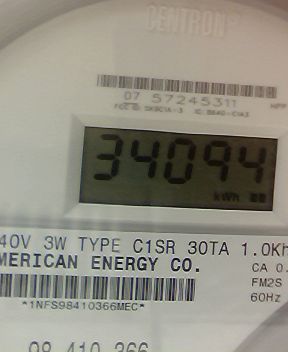 CENTRON
07 57245311
34094
kWh
40V 3W TYPE C1SR 30TA 1.0Kh
MERICAN ENERGY CO.
CA 0.
FM2S
60Hz
*1NFS98410366MEC*
98 410 366